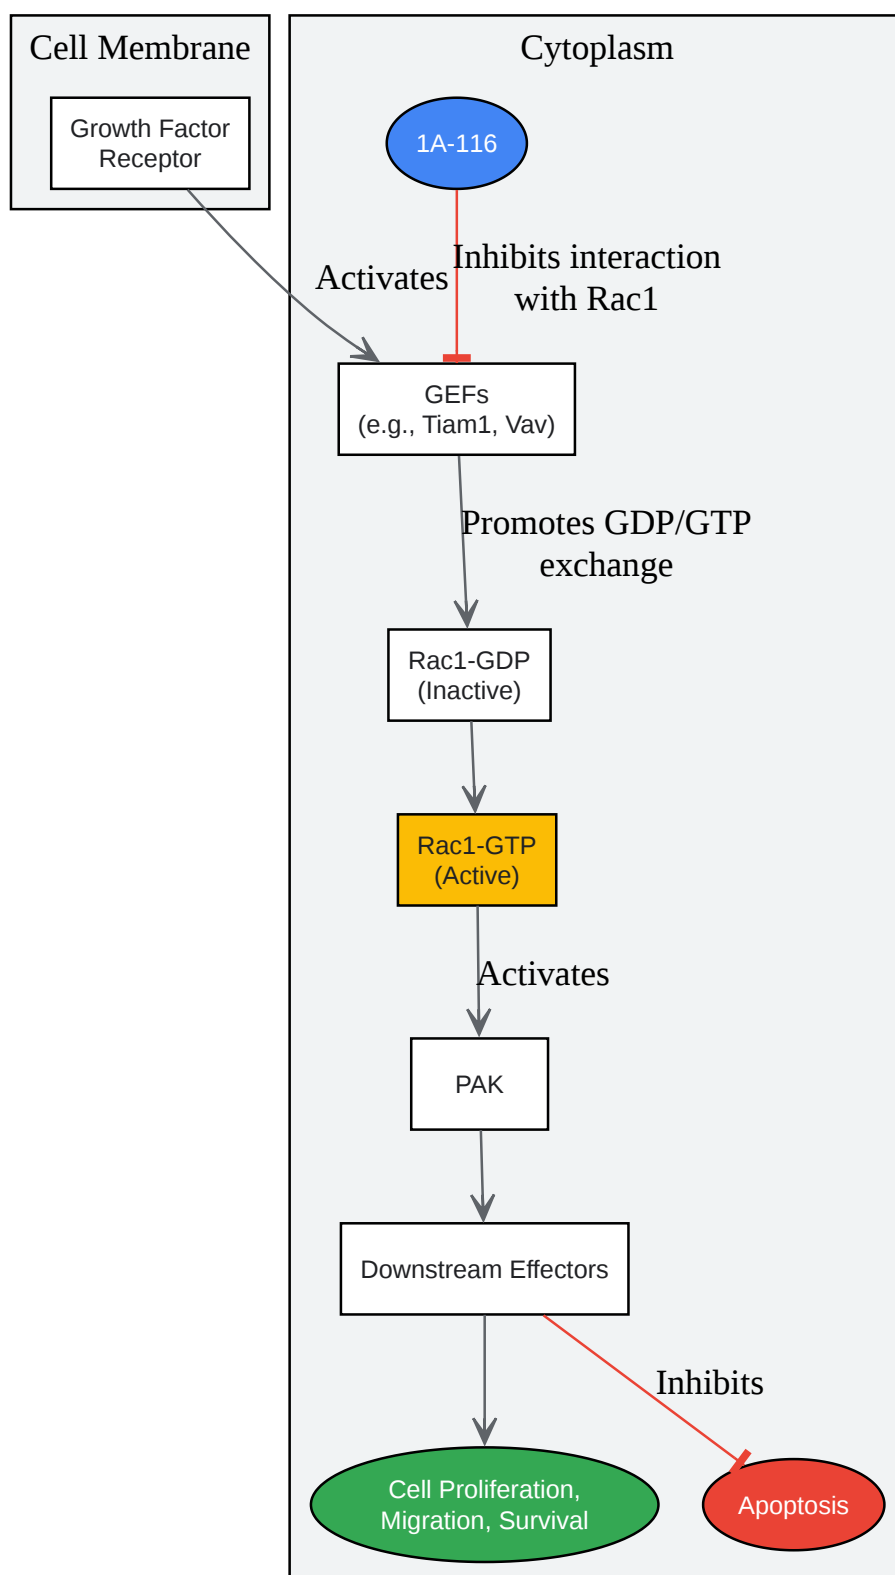 Cell Membrane
Growth Factor
Receptor
Cytoplasm
1A-116
Activates
Inhibits interaction
with Rac1
GEFs
(e.g., Tiam1, Vav)
Promotes GDP/GTP
exchange
Rac1-GDP
(Inactive)
Rac1-GTP
(Active)
Activates
PAK
Downstream Effectors
Inhibits
Cell Proliferation,
Migration, Survival
Apoptosis